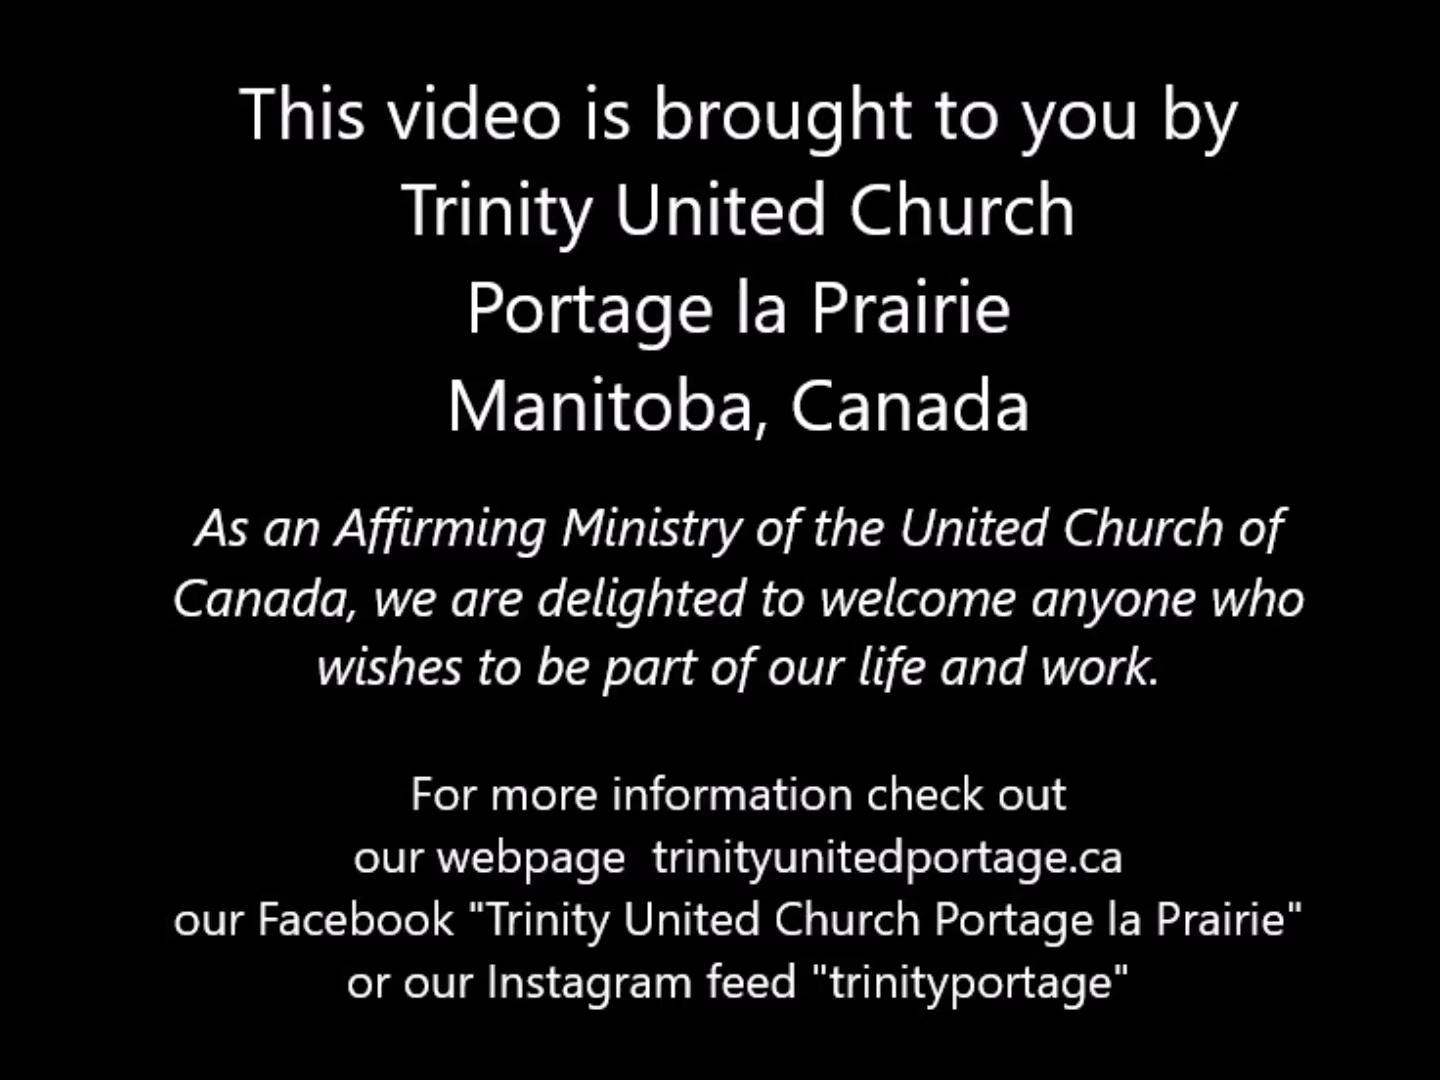 This video is brought to you by
Trinity United Church
Portage la Prairie
Manitoba, Canada
As an Affirming Ministry of the United Church of
Canada, we are delighted to welcome anyone who
wishes to be part of our life and work.
For more information check out
our webpage  trinityunitedportage.ca
our Facebook "Trinity United Church Portage la Prairie"
or our Instagram feed "trinityportage"